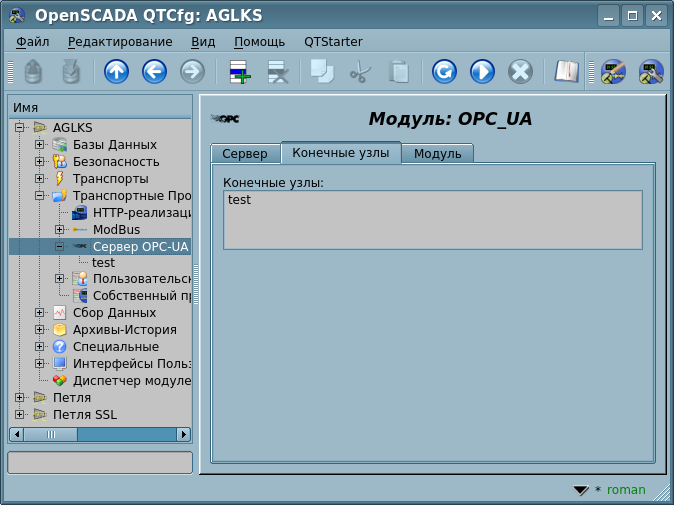 OpenSCADA QTCfg: AGLKS
Файл Редактирование Вид Помощь QTStarter
Имя
AGLKS
Базы Данных
Безопасность
Транспорты
Транспортные Про
HTTP-реализаци
ModBus
Сервер OPC-UA
test
Пользовательск
Собственный пр
Сбор Данных
Архивы-История
Специальные
Интерфейсы Поль
Диспетчер модуле
Петля
Петля SSL
OPC
Модуль: OPC_UA
Сервер Конечные узлы Модуль
Конечные узлы:
test
* roman